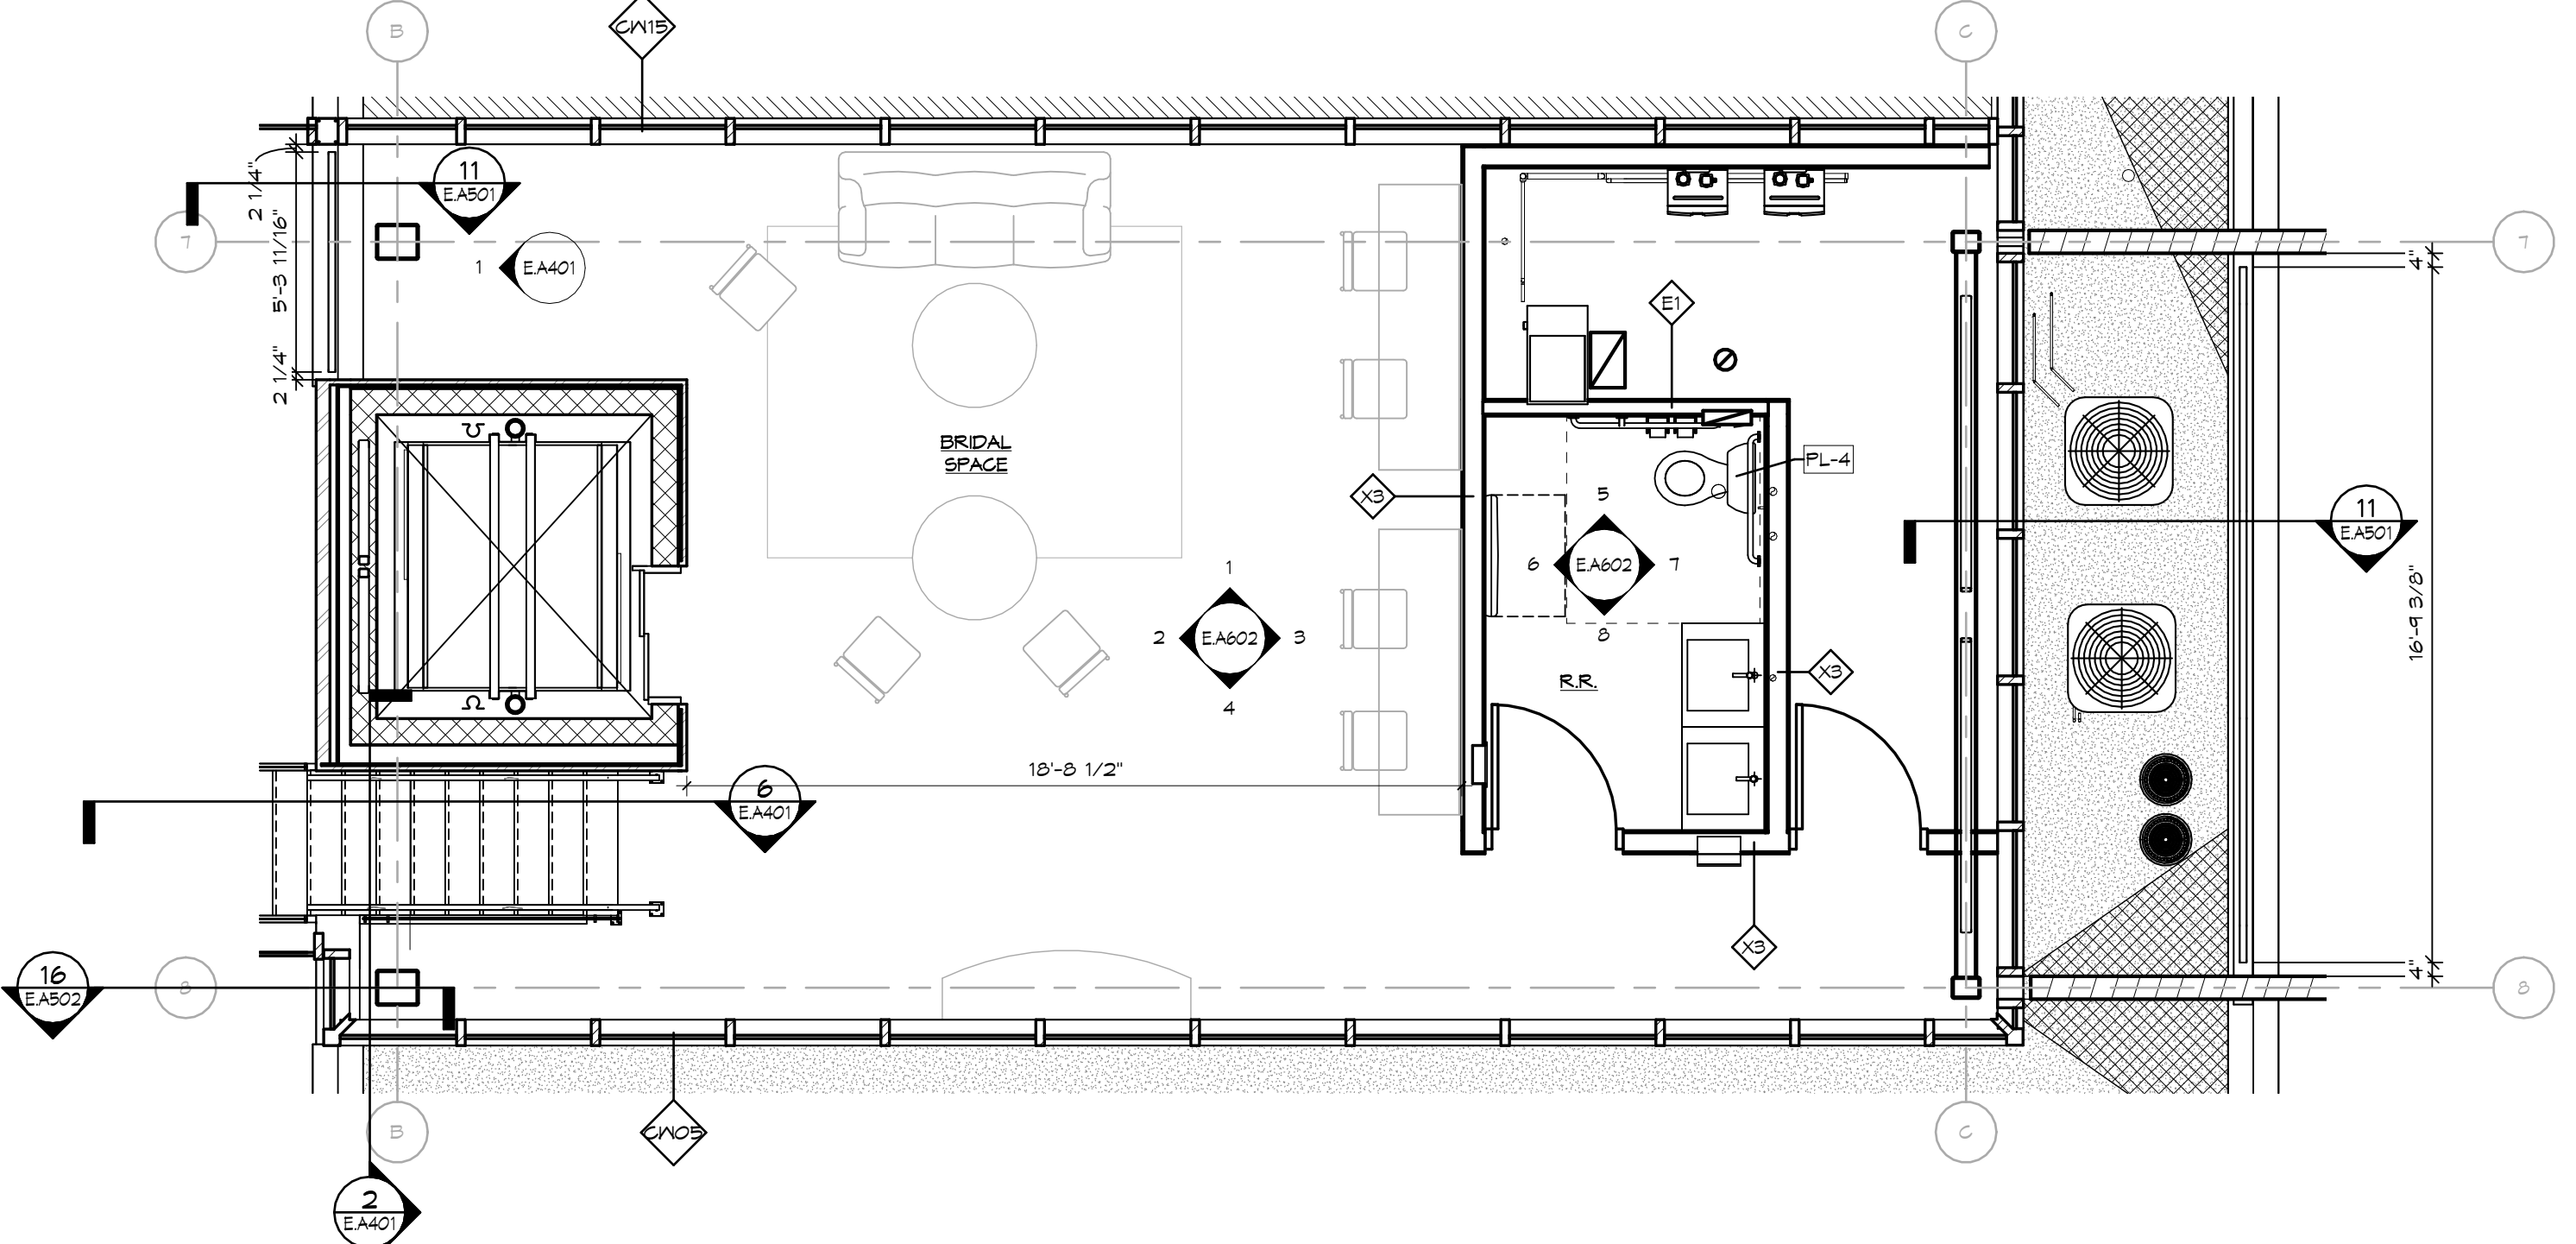 B
CW15
C
11
E.A501
2 1/4"
7
5'-3 11/16"
1
E.A401
7
4"
E1
2 1/4"
BRIDAL
SPACE
PL-4
X3
5
6
E.A602
7
8
11
E.A501
1
2
E.A602
3
4
16'-9 3/8"
R.R.
X3
18'-8 1/2"
6
E.A401
X3
4"
16
E.A502
8
8
B
CW05
C
2
E.A401